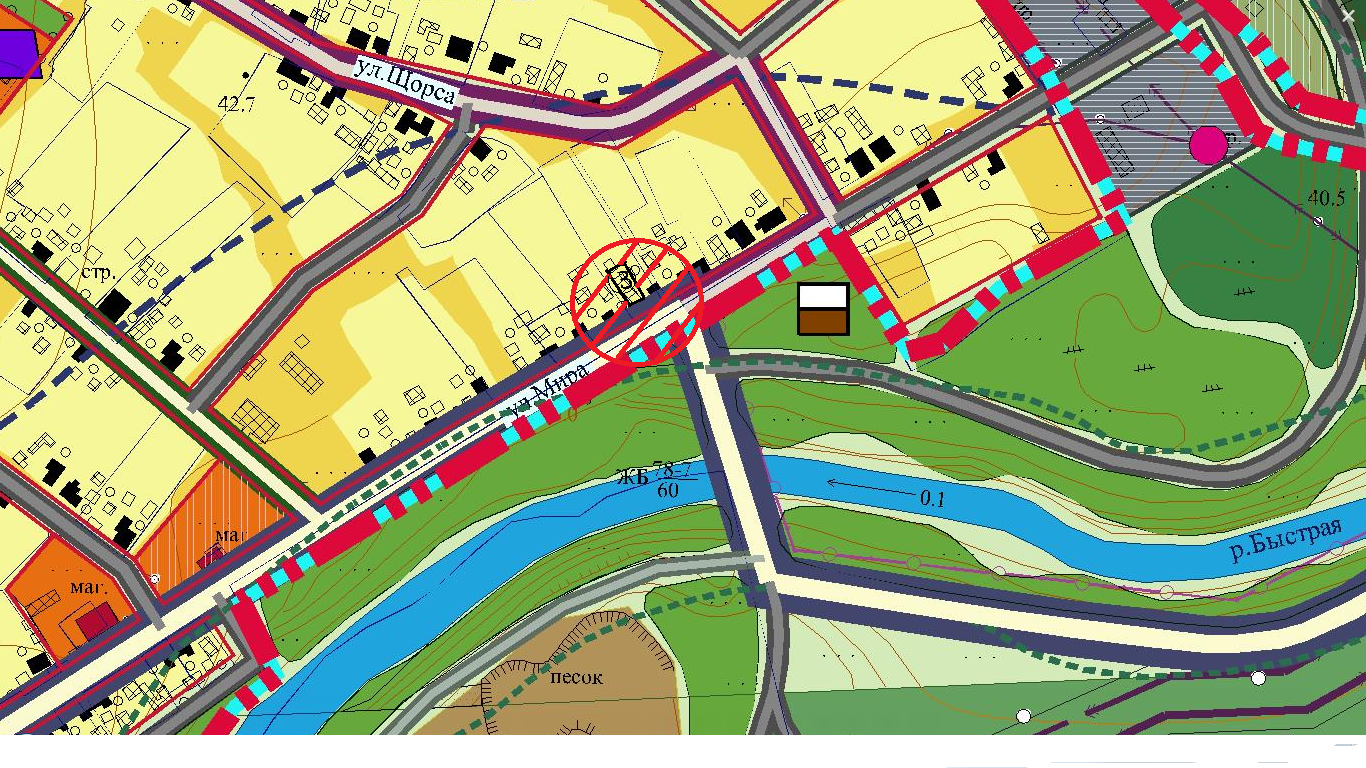 ул.Щорса
42.7
40.5
стр.
3
ул.Мира
ЖБ 78-7
60
0.1
р.Быстрая
маг.
маг.
песок